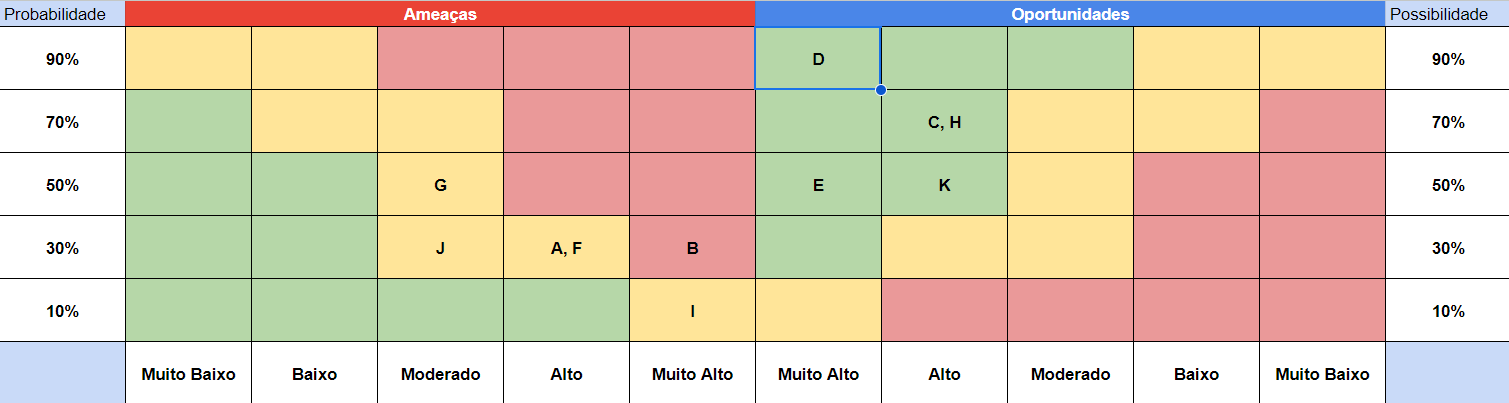 Probabilidade Ameaças Oportunidades Possibilidade
90% D 90%
70% C, H 70%
50% G E K 50%
30% J A, F B 30%
10% I 10%
Muito Baixo Baixo Moderado Alto Muito Alto Muito Alto Alto Moderado Baixo Muito Baixo